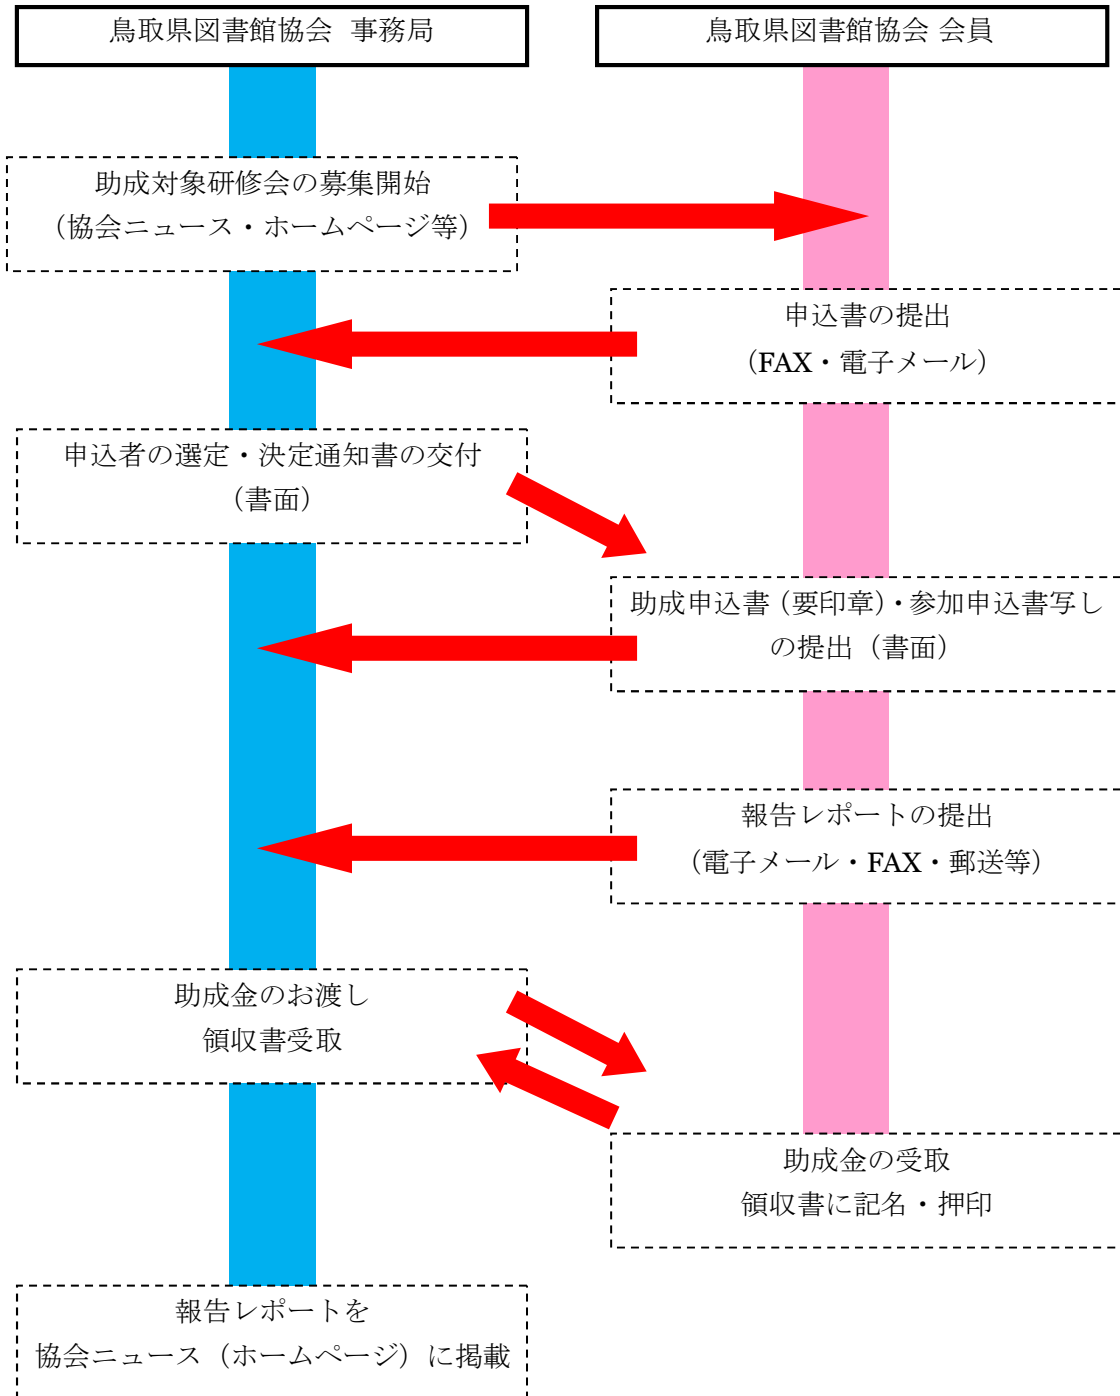 鳥取県図書館協会 事務局
鳥取県図書館協会 会員
助成対象研修会の募集開始
（協会ニュース・ホームページ等）
申込書の提出
（FAX・電子メール）
申込者の選定・決定通知書の交付
（書面）
助成申込書（要印章）・参加申込書写し
の提出（書面）
報告レポートの提出
（電子メール・FAX・郵送等）
助成金のお渡し
領収書受取
助成金の受取
領収書に記名・押印
報告レポートを
協会ニュース（ホームページ）に掲載